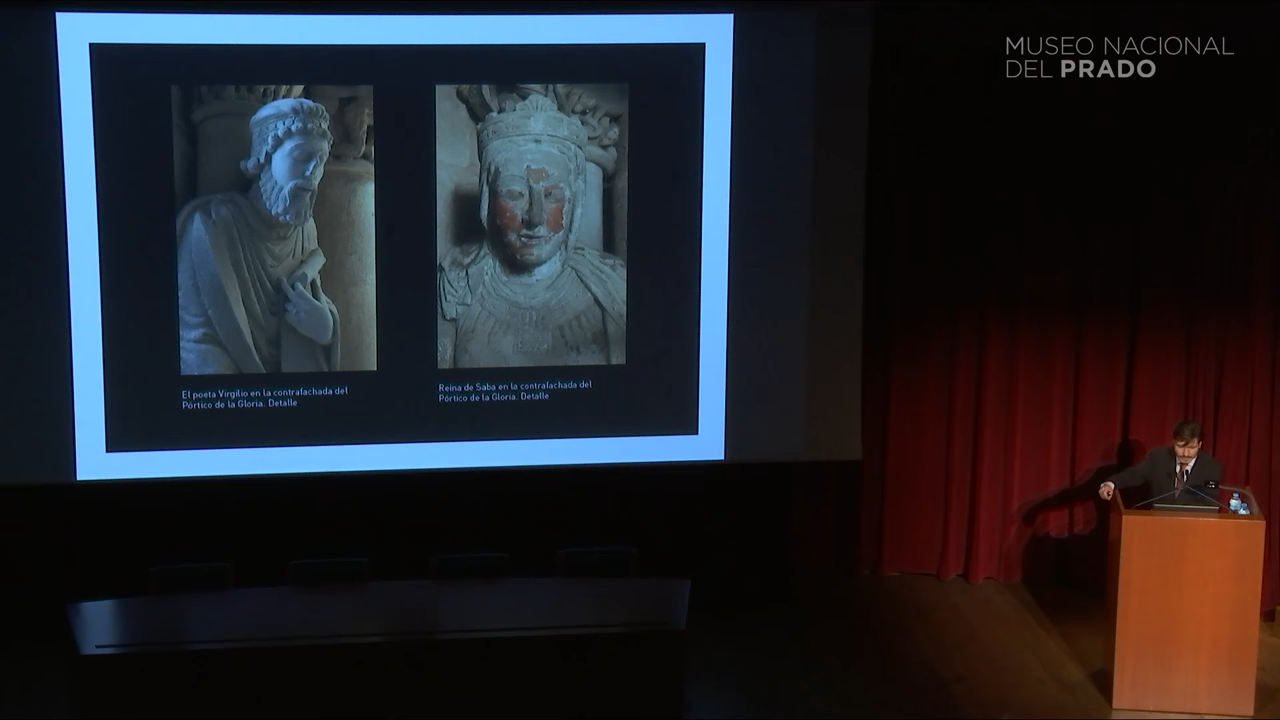 MUSEO NACIONAL
DEL PRADO
El poeta Virgilio en la contrafachada del
Pórtico de la Gloria. Detalle
Reina de Saba en la contrafachada del
Pórtico de la Gloria. Detalle